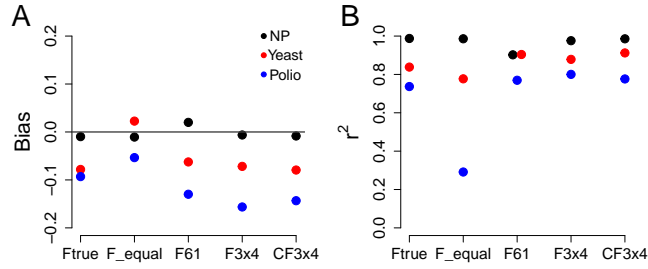 A
Bias
0.2
0.1
0.0
−0.1
−0.2
NP
Yeast
Polio
Ftrue F_equal F61 F3x4 CF3x4
B
r²
1.0
0.8
0.6
0.4
0.2
0.0
Ftrue F_equal F61 F3x4 CF3x4